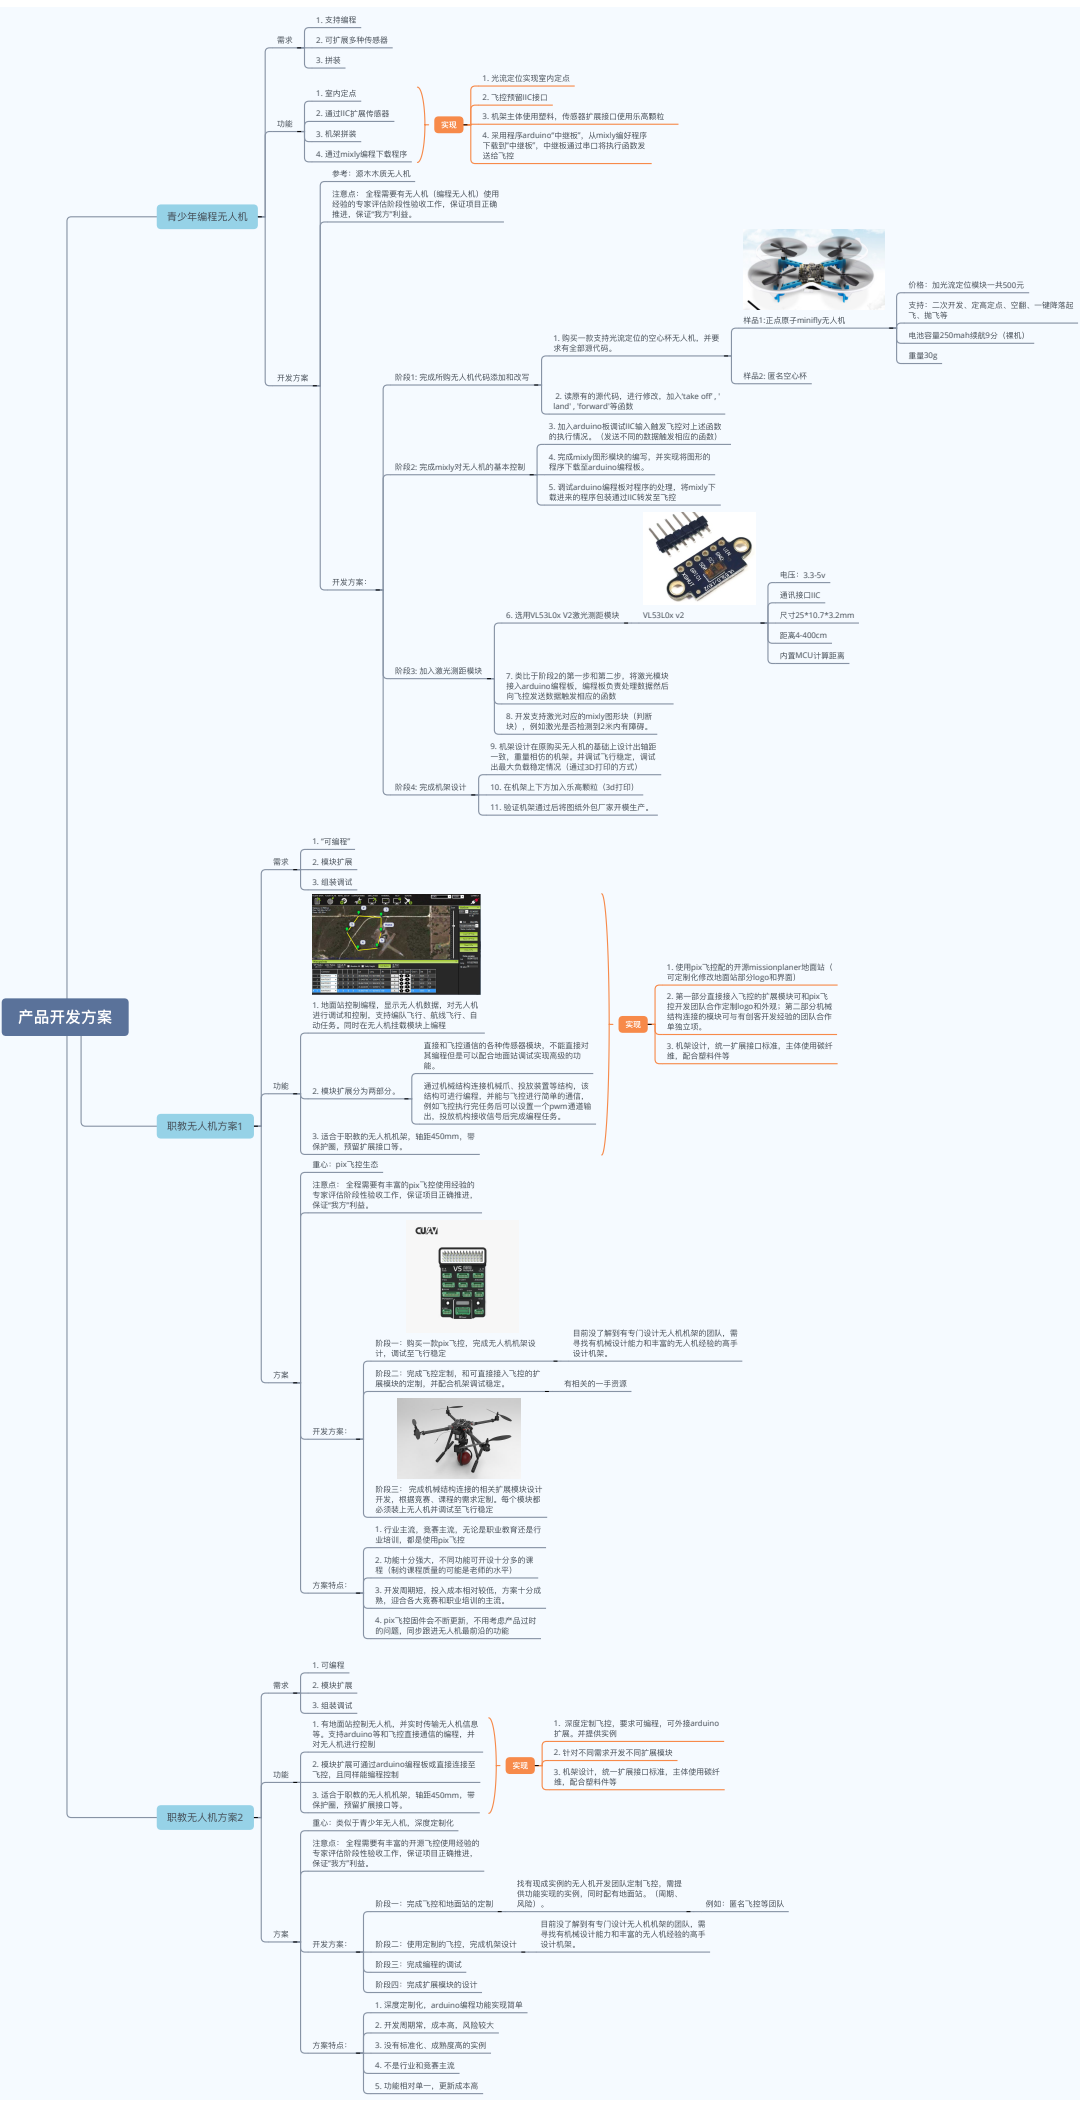 产品开发方案
青少年编程无人机
需求
1. 支持编程
2. 可扩展多种传感器
3. 拼装
功能
1. 室内定点
2. 通过IIC扩展传感器
3. 机架拼装
4. 通过mixly编程下载程序
实现
1. 光流定位实现室内定点
2. 飞控预留IIC接口
3. 机架主体使用塑料，传感器扩展接口使用乐高颗粒
4. 采用程序arduino“中继板”，从mixly编好程序
下载到“中继板”，中继板通过串口将执行函数发
送给飞控
开发方案
参考：源木木质无人机
注意点： 全程需要有无人机（编程无人机）使用
经验的专家评估阶段性验收工作，保证项目正确
推进，保证“我方”利益。
开发方案：
阶段1: 完成所购无人机代码添加和改写
1. 购买一款支持光流定位的空心杯无人机，并要
求有全部源代码。
样品1:正点原子minifly无人机
价格：加光流定位模块一共500元
支持：二次开发、定高定点、空翻、一键降落起
飞、抛飞等
电池容量250mah续航9分（裸机）
重量30g
样品2: 匿名空心杯
2. 读原有的源代码，进行修改，加入'take off' , '
land' , 'forward'等函数
阶段2: 完成mixly对无人机的基本控制
3. 加入arduino板调试IIC输入触发飞控对上述函数
的执行情况。（发送不同的数据触发相应的函数）
4. 完成mixly图形模块的编写，并实现将图形的
程序下载至arduino编程板。
5. 调试arduino编程板对程序的处理，将mixly下
载进来的程序包装通过IIC转发至飞控
阶段3: 加入激光测距模块
6. 选用VL53L0x V2激光测距模块
VL53L0x v2
电压：3.3-5v
通讯接口IIC
尺寸25*10.7*3.2mm
距离4-400cm
内置MCU计算距离
7. 类比于阶段2的第一步和第二步，将激光模块
接入arduino编程板，编程板负责处理数据然后
向飞控发送数据触发相应的函数
8. 开发支持激光对应的mixly图形块（判断
块），例如激光是否检测到2米内有障碍。
阶段4: 完成机架设计
9. 机架设计在原购买无人机的基础上设计出轴距
一致，重量相仿的机架。并调试飞行稳定，调试
出最大负载稳定情况（通过3D打印的方式）
10. 在机架上下方加入乐高颗粒（3d打印）
11. 验证机架通过后将图纸外包厂家开模生产。
职教无人机方案1
需求
1. “可编程”
2. 模块扩展
3. 组装调试
功能
1. 地面站控制编程，显示无人机数据，对无人机
进行调试和控制，支持编队飞行、航线飞行、自
动任务。同时在无人机挂载模块上编程
2. 模块扩展分为两部分。
直接和飞控通信的各种传感器模块，不能直接对
其编程但是可以配合地面站调试实现高级的功
能。
通过机械结构连接机械爪、投放装置等结构，该
结构可进行编程，并能与飞控进行简单的通信，
例如飞控执行完任务后可以设置一个pwm通道输
出，投放机构接收信号后完成编程任务。
3. 适合于职教的无人机机架，轴距450mm，带
保护圈，预留扩展接口等。
实现
1. 使用pix飞控配的开源missionplaner地面站（
可定制化修改地面站部分logo和界面）
2. 第一部分直接接入飞控的扩展模块可和pix飞
控开发团队合作定制logo和外观；第二部分机械
结构连接的模块可与有创客开发经验的团队合作
单独立项。
3. 机架设计，统一扩展接口标准，主体使用碳纤
维，配合塑料件等
方案
重心：pix飞控生态
注意点： 全程需要有丰富的pix飞控使用经验的
专家评估阶段性验收工作，保证项目正确推进，
保证“我方”利益。
开发方案：
CUAV
V5
阶段一：购买一款pix飞控，完成无人机机架设
计，调试至飞行稳定
目前没了解到有专门设计无人机机架的团队，需
寻找有机械设计能力和丰富的无人机经验的高手
设计机架。
阶段二：完成飞控定制，和可直接接入飞控的扩
展模块的定制，并配合机架调试稳定。
有相关的一手资源
阶段三： 完成机械结构连接的相关扩展模块设计
开发，根据竞赛、课程的需求定制。每个模块都
必须装上无人机并调试至飞行稳定
方案特点：
1. 行业主流，竞赛主流，无论是职业教育还是行
业培训，都是使用pix飞控
2. 功能十分强大，不同功能可开设十分多的课
程（制约课程质量的可能是老师的水平）
3. 开发周期短，投入成本相对较低，方案十分成
熟，迎合各大竞赛和职业培训的主流。
4. pix飞控固件会不断更新，不用考虑产品过时
的问题，同步跟进无人机最前沿的功能
职教无人机方案2
需求
1. 可编程
2. 模块扩展
3. 组装调试
功能
1. 有地面站控制无人机，并实时传输无人机信息
等。支持arduino等和飞控直接通信的编程，并
对无人机进行控制
2. 模块扩展可通过arduino编程板或直接连接至
飞控，且同样能编程控制
3. 适合于职教的无人机机架，轴距450mm，带
保护圈，预留扩展接口等。
实现
1. 深度定制飞控，要求可编程，可外接arduino
扩展。并提供实例
2. 针对不同需求开发不同扩展模块
3. 机架设计，统一扩展接口标准，主体使用碳纤
维，配合塑料件等
方案
重心：类似于青少年无人机，深度定制化
注意点： 全程需要有丰富的开源飞控使用经验的
专家评估阶段性验收工作，保证项目正确推进，
保证“我方”利益。
开发方案：
阶段一：完成飞控和地面站的定制
找有现成实例的无人机开发团队定制飞控，需提
供功能实现的实例，同时配有地面站。（周期、
风险）。
例如：匿名飞控等团队
阶段二：使用定制的飞控，完成机架设计
目前没了解到有专门设计无人机机架的团队，需
寻找有机械设计能力和丰富的无人机经验的高手
设计机架。
阶段三：完成编程的调试
阶段四：完成扩展模块的设计
方案特点：
1. 深度定制化，arduino编程功能实现简单
2. 开发周期常，成本高，风险较大
3. 没有标准化、成熟度高的实例
4. 不是行业和竞赛主流
5. 功能相对单一，更新成本高